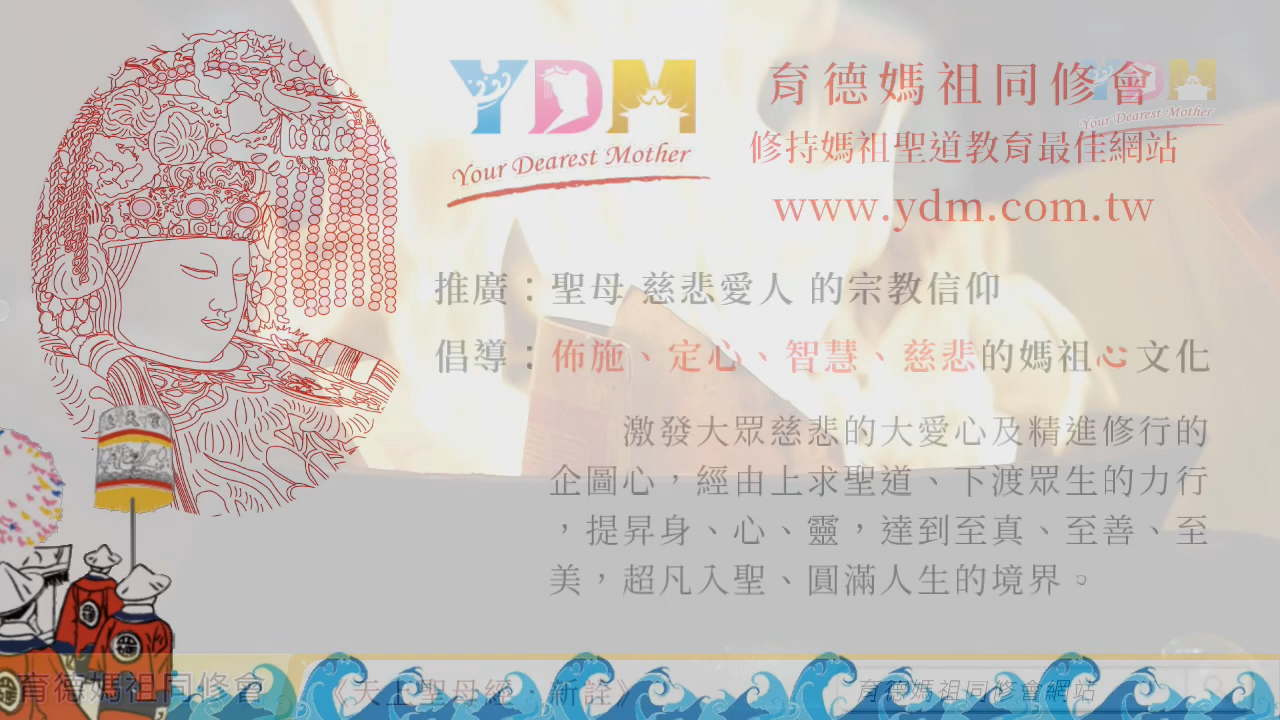 YDM
Your Dearest Mother
育德媽祖同修會
YDM
Your Dearest Mother
修持媽祖聖道教育最佳網站
www.ydm.com.tw
推廣：聖母 慈悲愛人 的宗教信仰
倡導：佈施、定心、智慧、慈悲的媽祖心文化
激發大眾慈悲的大愛心及精進修行的
企圖心，經由上求聖道、下渡眾生的力行
，提昇身、心、靈，達到至真、至善、至
美，超凡入聖、圓滿人生的境界。
育德媽祖同修會
《天上聖母經．新詮》
育德媽祖同修會網站